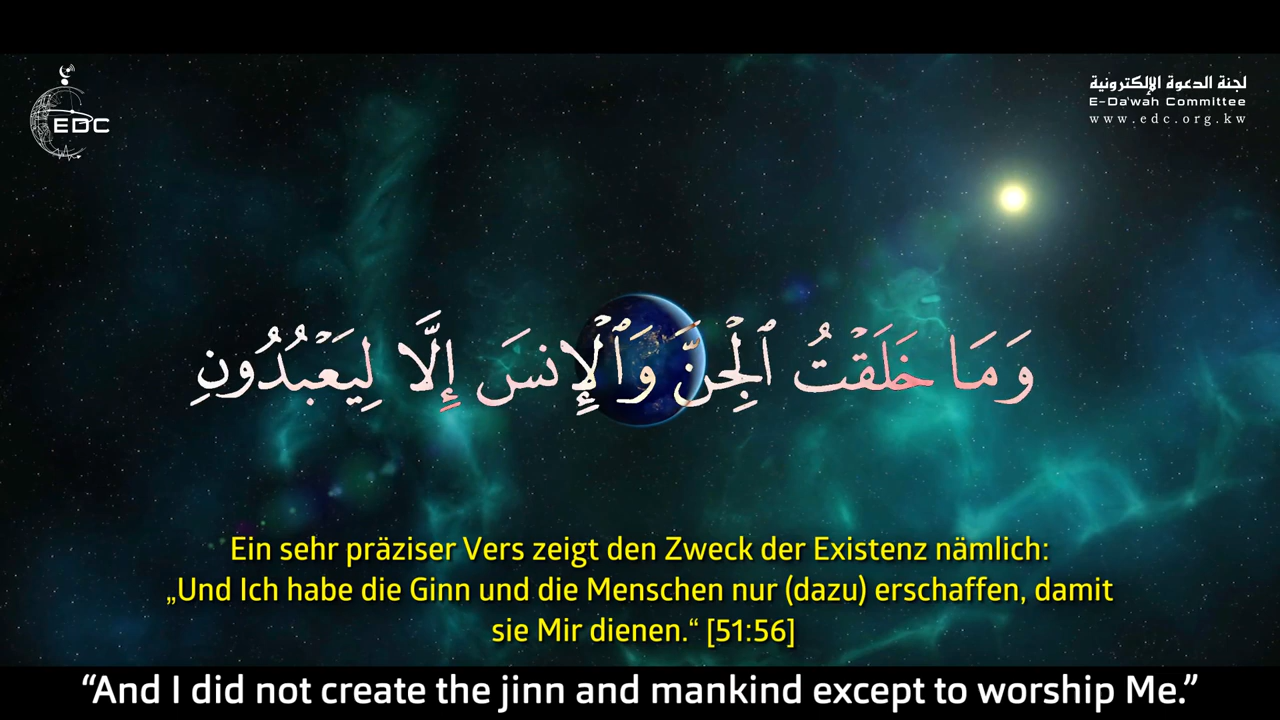 EDC
لجنة الدعوة الإلكترونية
E-Da'wah Committee
www.edc.org.kw
وَمَا خَلَقْتُ ٱلْجِنَّ وَٱلْإِنسَ إِلَّا لِيَعْبُدُونِ
Ein sehr präziser Vers zeigt den Zweck der Existenz nämlich:
„Und Ich habe die Ginn und die Menschen nur (dazu) erschaffen, damit
sie Mir dienen.“ [51:56]
“And I did not create the jinn and mankind except to worship Me.”